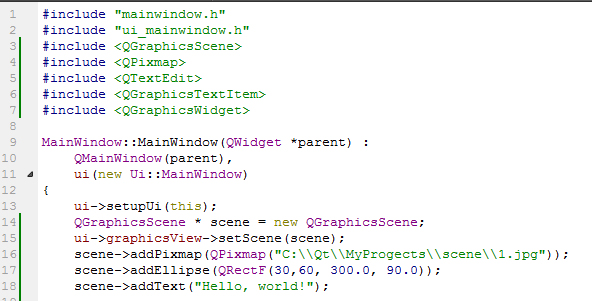 1 #include "mainwindow.h"
2 #include "ui_mainwindow.h"
3 #include <QGraphicsScene>
4 #include <QPixmap>
5 #include <QTextEdit>
6 #include <QGraphicsTextItem>
7 #include <QGraphicsWidget>
8
9 MainWindow::MainWindow(QWidget *parent) :
10 QMainWindow(parent),
11 ui(new Ui::MainWindow)
12 {
13 ui->setupUi(this);
14 QGraphicsScene * scene = new QGraphicsScene;
15 ui->graphicsView->setScene(scene);
16 scene->addPixmap(QPixmap("C:\\Qt\\MyProgects\\scene\\1.jpg"));
17 scene->addEllipse(QRectF(30,60, 300.0, 90.0));
18 scene->addText("Hello, world!");